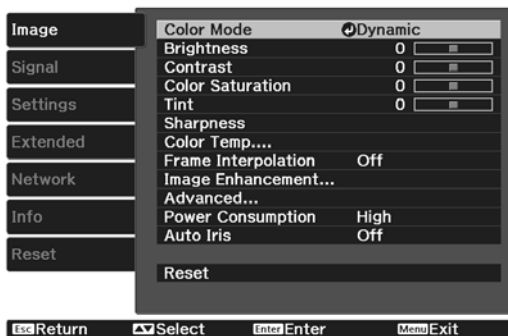 Image
Signal
Settings
Extended
Network
Info
Reset
Color Mode Dynamic
Brightness 0
Contrast 0
Color Saturation 0
Tint 0
Sharpness
Color Temp....
Frame Interpolation Off
Image Enhancement...
Advanced...
Power Consumption High
Auto Iris Off
Reset
Esc Return Select Enter Enter Menu Exit